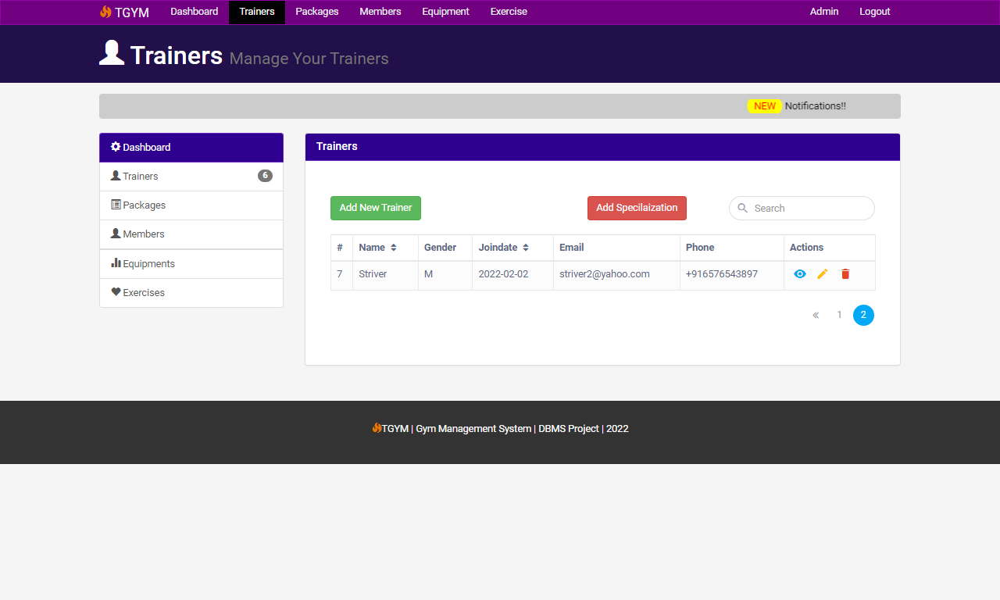 TGYM Dashboard Trainers Packages Members Equipment Exercise Admin Logout
Trainers Manage Your Trainers
NEW Notifications!!
Dashboard
Trainers 6
Packages
Members
Equipments
Exercises
Trainers
Add New Trainer Add Specilaization Search
# Name Gender Joindate Email Phone Actions
7 Striver M 2022-02-02 striver2@yahoo.com +916576543897
« 1 2
TGYM | Gym Management System | DBMS Project | 2022